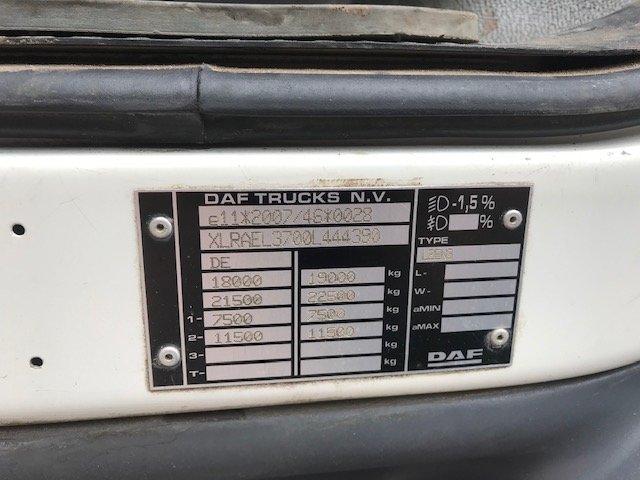 DAF TRUCKS N.V.
e11*2007/46*0028
XLRAEL3700L444390
DE
18000 19000 kg
21500 22500 kg
1- 7500 7500 kg
2- 11500 11500 kg
3- kg
T- kg
-1,5 %
%
TYPE
L-
W-
aMIN
aMAX
DAF